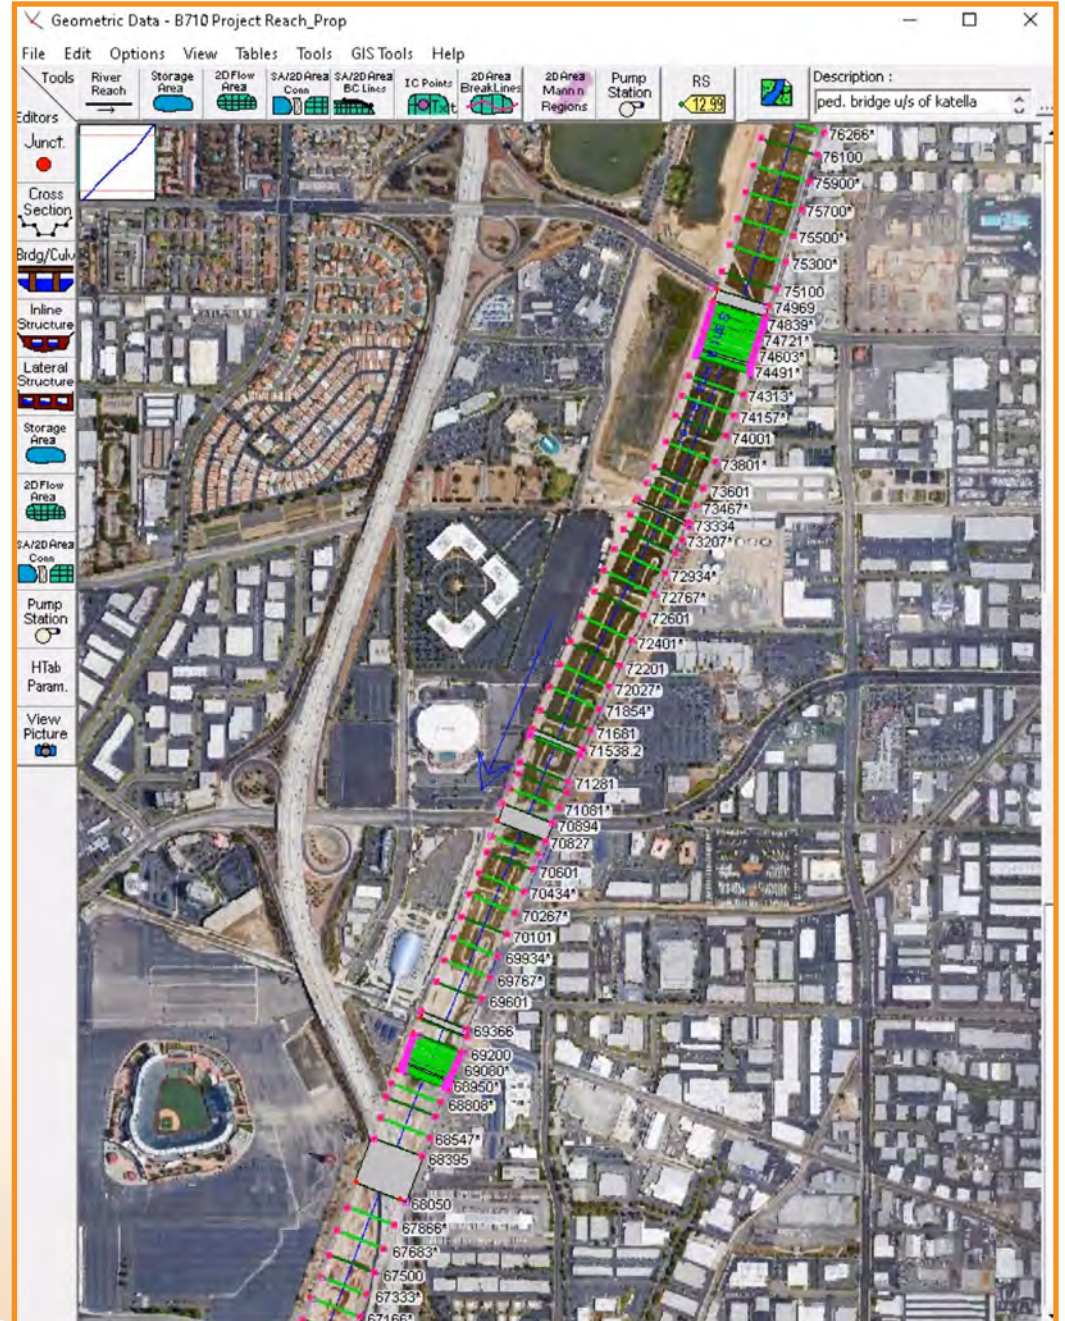 Geometric Data - B710 Project Reach_Prop
File Edit Options View Tables Tools GIS Tools Help
Tools
River
Reach
Storage
Area
2D Flow
Area
SA/2D Area
Conn
SA/2D Area
BC Lines
IC Points
2D Area
BreakLines
2D Area
Mann n
Regions
Pump
Station
RS
12.99
Description :
ped. bridge u/s of katella
...
Editors
Junct.
Cross
Section
Brdg/Culv
Inline
Structure
Lateral
Structure
Storage
Area
2D Flow
Area
SA/2D Area
Conn
Pump
Station
HTab
Param.
View
Picture
76266*
76100
75900*
75700*
75500*
75300*
75100
74969
74839*
74721*
74603*
74491*
74313*
74157*
74001
73801*
73601
73467*
73334
73207*
72934*
72767*
72601
72401*
72201
72027*
71854*
71681
71538.2
71281
71081*
70894
70827
70601
70434*
70267*
70101
69934*
69767*
69601
69366
69200
69080*
68950*
68808*
68547*
68395
68050
67866*
67683*
67500
67333*
67166*